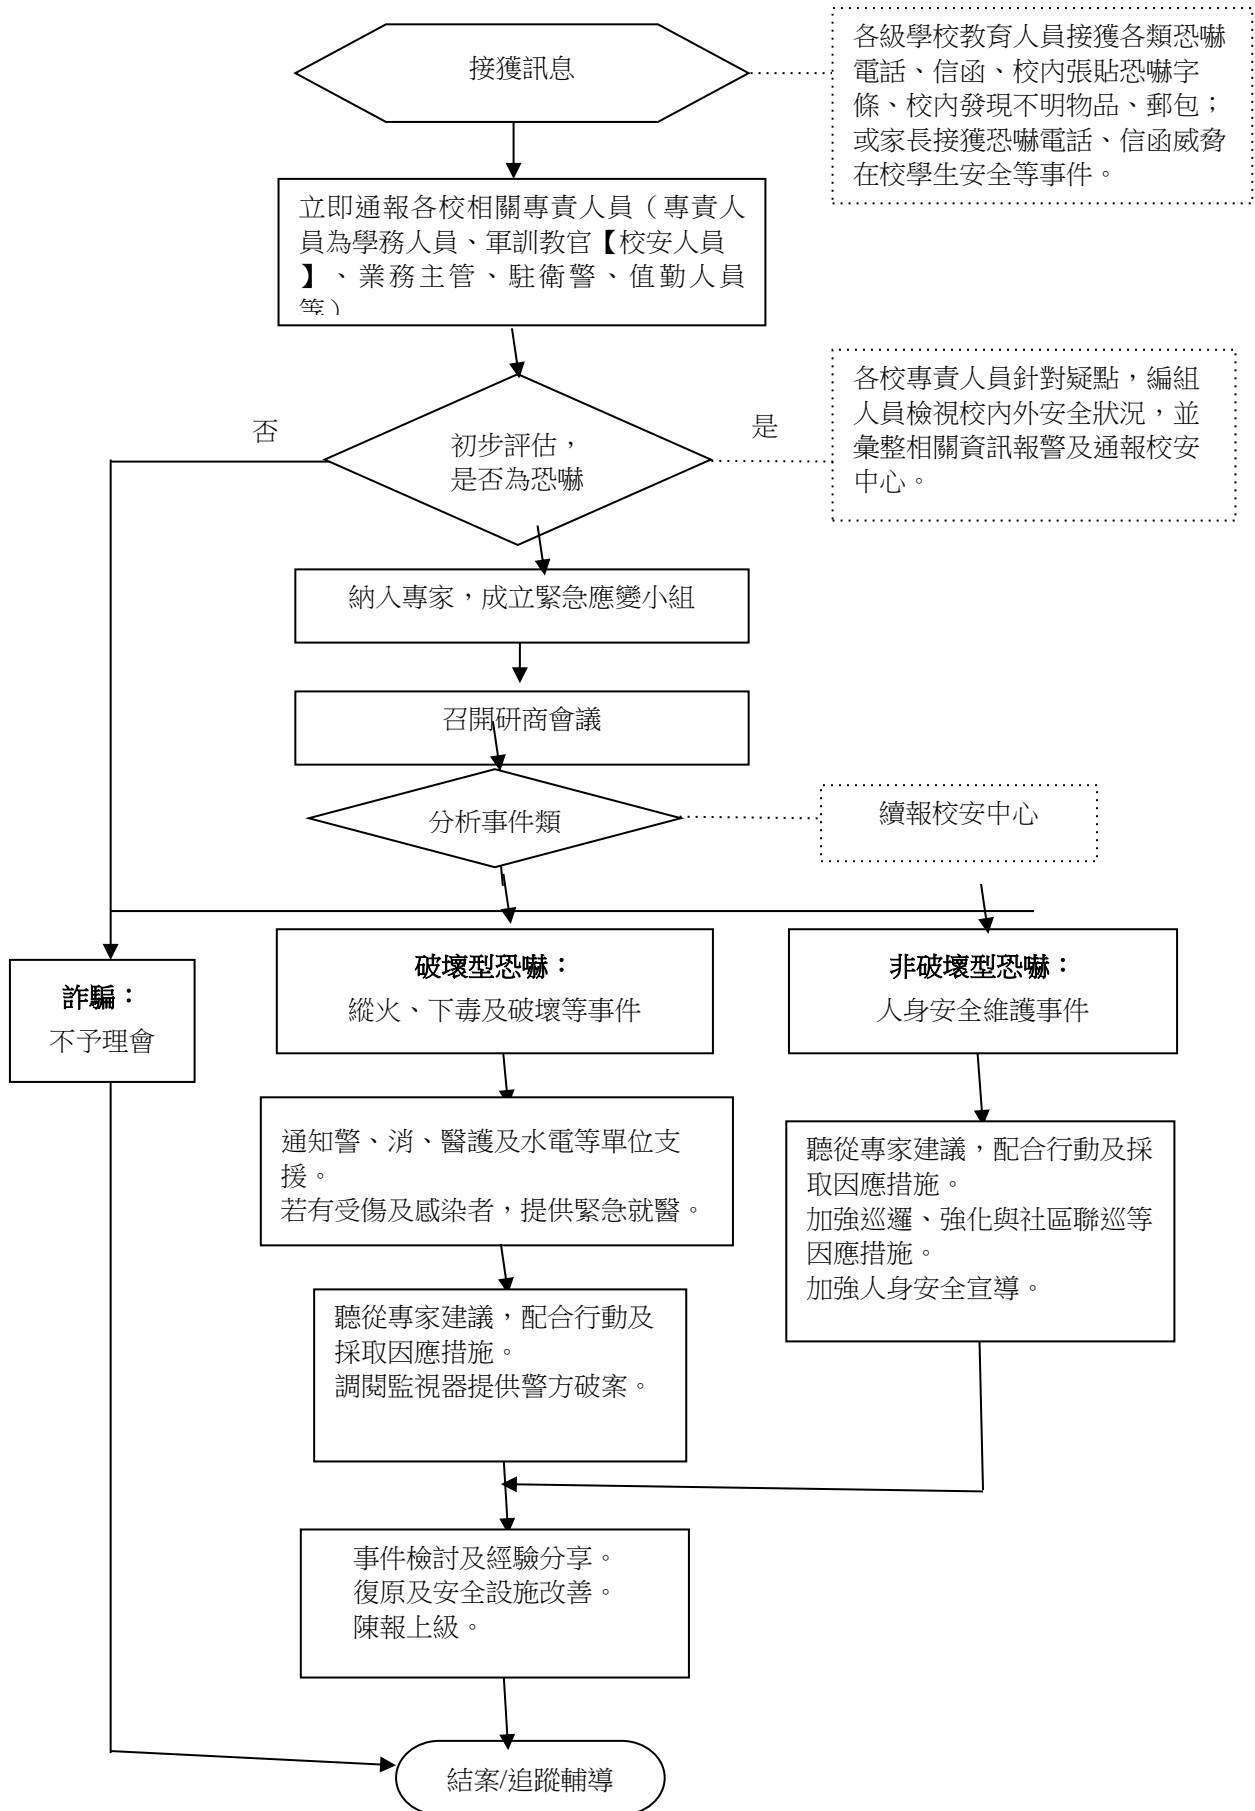 接獲訊息
各級學校教育人員接獲各類恐嚇
電話、信函、校內張貼恐嚇字
條、校內發現不明物品、郵包；
或家長接獲恐嚇電話、信函威脅
在校學生安全等事件。
立即通報各校相關專責人員（專責人
員為學務人員、軍訓教官【校安人員
】、業務主管、駐衛警、值勤人員
等）
否
初步評估，
是否為恐嚇
是
各校專責人員針對疑點，編組
人員檢視校內外安全狀況，並
彙整相關資訊報警及通報校安
中心。
納入專家，成立緊急應變小組
召開研商會議
分析事件類
續報校安中心
詐騙：
不予理會
破壞型恐嚇：
縱火、下毒及破壞等事件
非破壞型恐嚇：
人身安全維護事件
通知警、消、醫護及水電等單位支
援。
若有受傷及感染者，提供緊急就醫。
聽從專家建議，配合行動及採
取因應措施。
加強巡邏、強化與社區聯巡等
因應措施。
加強人身安全宣導。
聽從專家建議，配合行動及
採取因應措施。
調閱監視器提供警方破案。
事件檢討及經驗分享。
復原及安全設施改善。
陳報上級。
結案/追蹤輔導